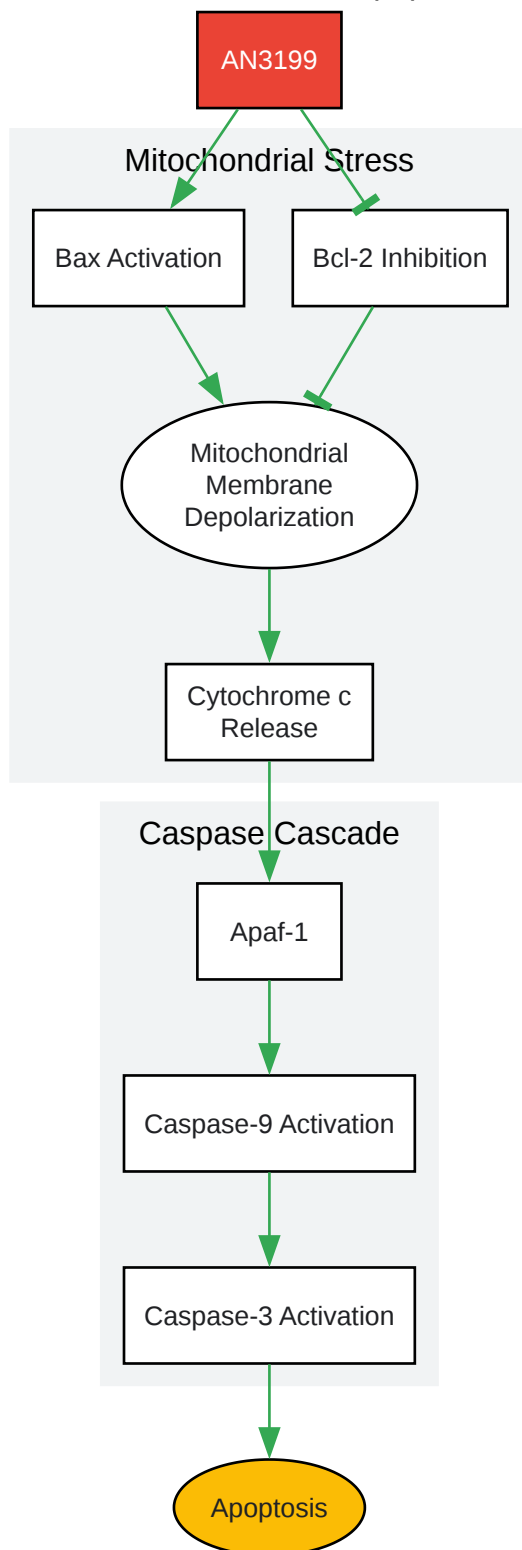 AN3199
Mitochondrial Stress
Bax Activation
Bcl-2 Inhibition
Mitochondrial
Membrane
Depolarization
Cytochrome c
Release
Caspase Cascade
Apaf-1
Caspase-9 Activation
Caspase-3 Activation
Apoptosis